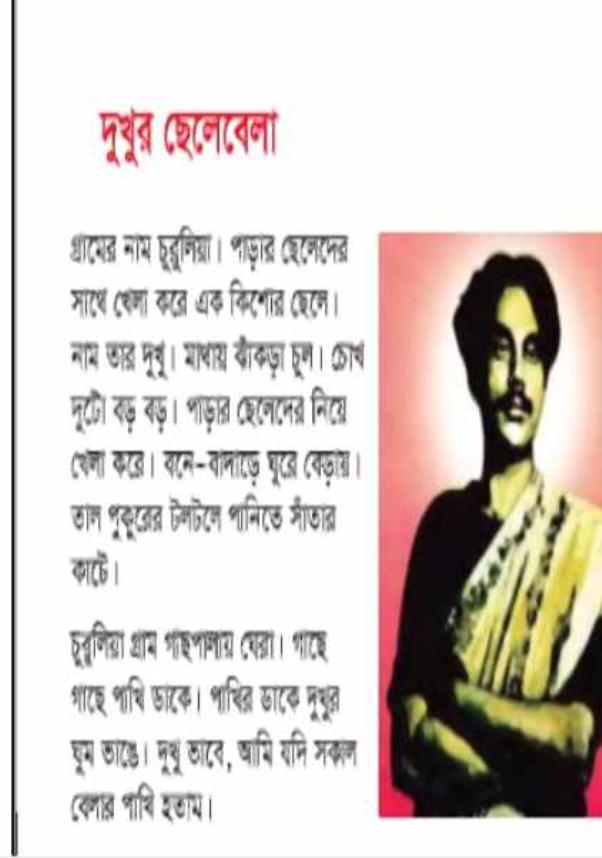 দুখুর ছেলেবেলা
গ্রামের নাম চুরুলিয়া। পাড়ার ছেলেদের
সাথে খেলা করে এক কিশোর ছেলে।
নাম তার দুখু। মাথায় ঝাঁকড়া চুল। চোখ
দুটো বড় বড়। পাড়ার ছেলেদের নিয়ে
খেলা করে। বনে-বাদাড়ে ঘুরে বেড়ায়।
তাল পুকুরের টলটলে পানিতে সাঁতার
কাটে।
চুরুলিয়া গ্রাম গাছপালায় ঘেরা। গাছে
গাছে পাখি ডাকে। পাখির ডাকে দুখুর
ঘুম ভাঙে। দুখু ভাবে, আমি যদি সকাল
বেলার পাখি হতাম।